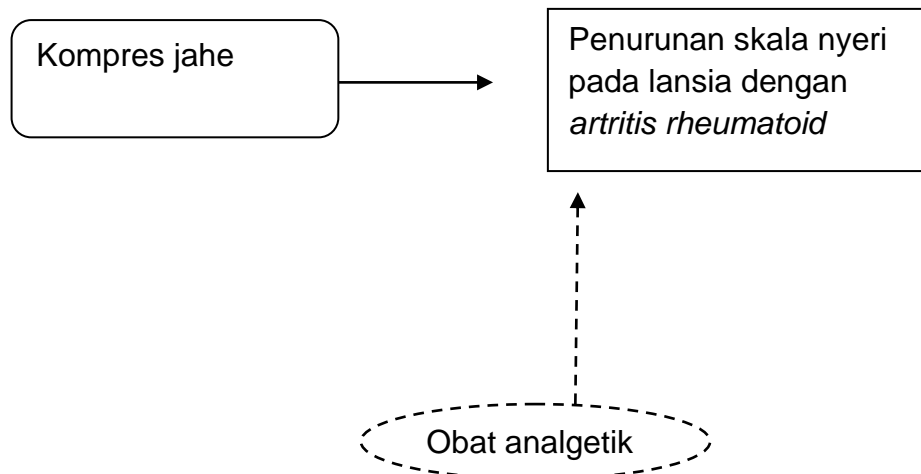 Kompres jahe
Penurunan skala nyeri
pada lansia dengan
artritis rheumatoid
Obat analgetik